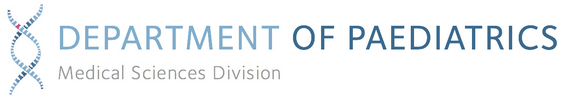 DEPARTMENT OF PAEDIATRICS
Medical Sciences Division